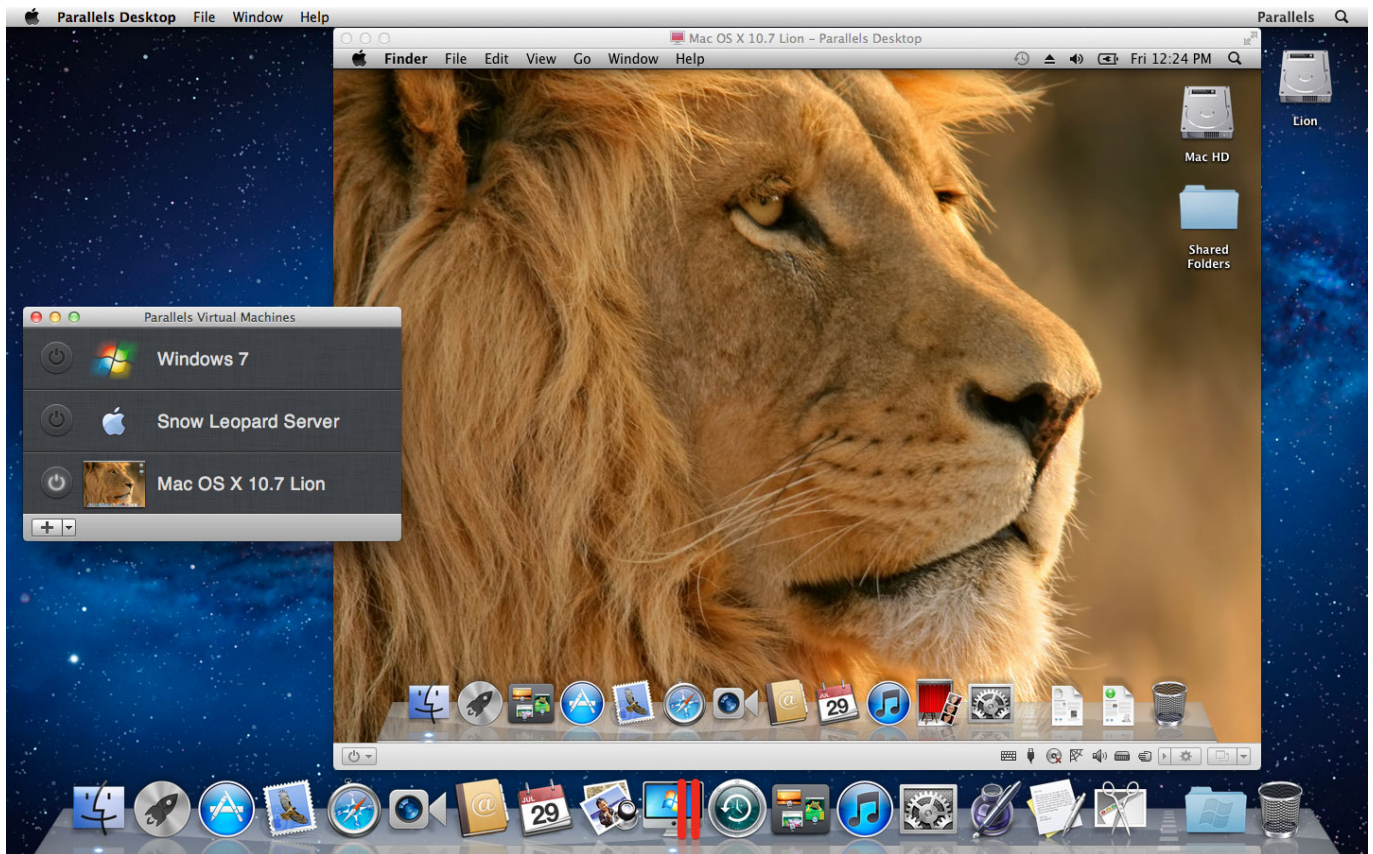 Parallels Desktop File Window Help Parallels
Mac OS X 10.7 Lion – Parallels Desktop
Finder File Edit View Go Window Help Fri 12:24 PM
Lion
Mac HD
Shared
Folders
Parallels Virtual Machines
Windows 7
Snow Leopard Server
Mac OS X 10.7 Lion
JUL
29
JUL
29